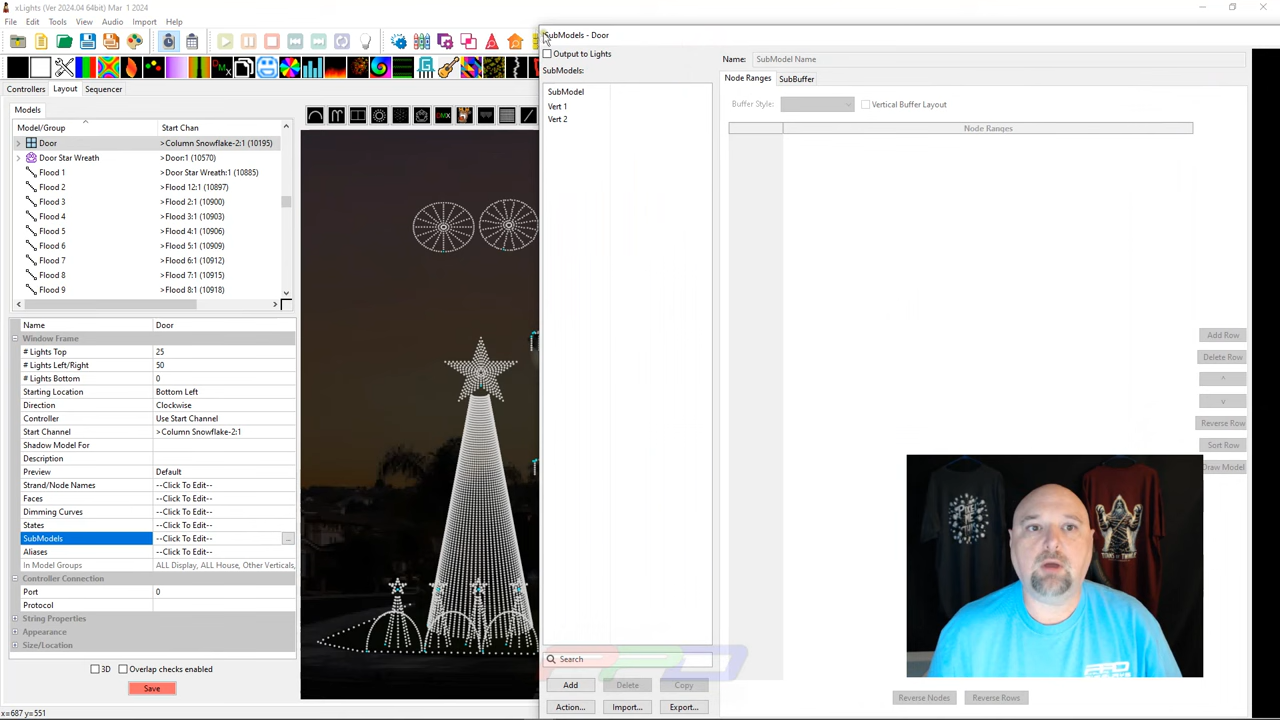 xLights (Ver 2024.04 64bit) Mar 1 2024
File Edit Tools View Audio Import Help
Controllers Layout Sequencer
Models
Model/Group Start Chan
Door >Column Snowflake-2:1 (10195)
Door Star Wreath >Door:1 (10570)
Flood 1 >Door Star Wreath:1 (10885)
Flood 2 >Flood 12:1 (10897)
Flood 3 >Flood 2:1 (10900)
Flood 4 >Flood 3:1 (10903)
Flood 5 >Flood 4:1 (10906)
Flood 6 >Flood 5:1 (10909)
Flood 7 >Flood 6:1 (10912)
Flood 8 >Flood 7:1 (10915)
Flood 9 >Flood 8:1 (10918)
Name Door
Window Frame
# Lights Top 25
# Lights Left/Right 50
# Lights Bottom 0
Starting Location Bottom Left
Direction Clockwise
Controller Use Start Channel
Start Channel >Column Snowflake-2:1
Shadow Model For
Description
Preview Default
Strand/Node Names --Click To Edit--
Faces --Click To Edit--
Dimming Curves --Click To Edit--
States --Click To Edit--
SubModels --Click To Edit-- ...
Aliases --Click To Edit--
In Model Groups ALL Display, ALL House, Other Verticals,
Controller Connection
Port 0
Protocol
String Properties
Appearance
Size/Location
3D Overlap checks enabled
Save
x=687 y=551
SubModels - Door
Output to Lights
SubModels:
SubModel
Vert 1
Vert 2
Search
Add Delete Copy
Action... Import... Export...
Name: SubModel Name
Node Ranges SubBuffer
Buffer Style: Vertical Buffer Layout
Node Ranges
Add Row
Delete Row
^
v
Reverse Row
Sort Row
Draw Model
Reverse Nodes Reverse Rows